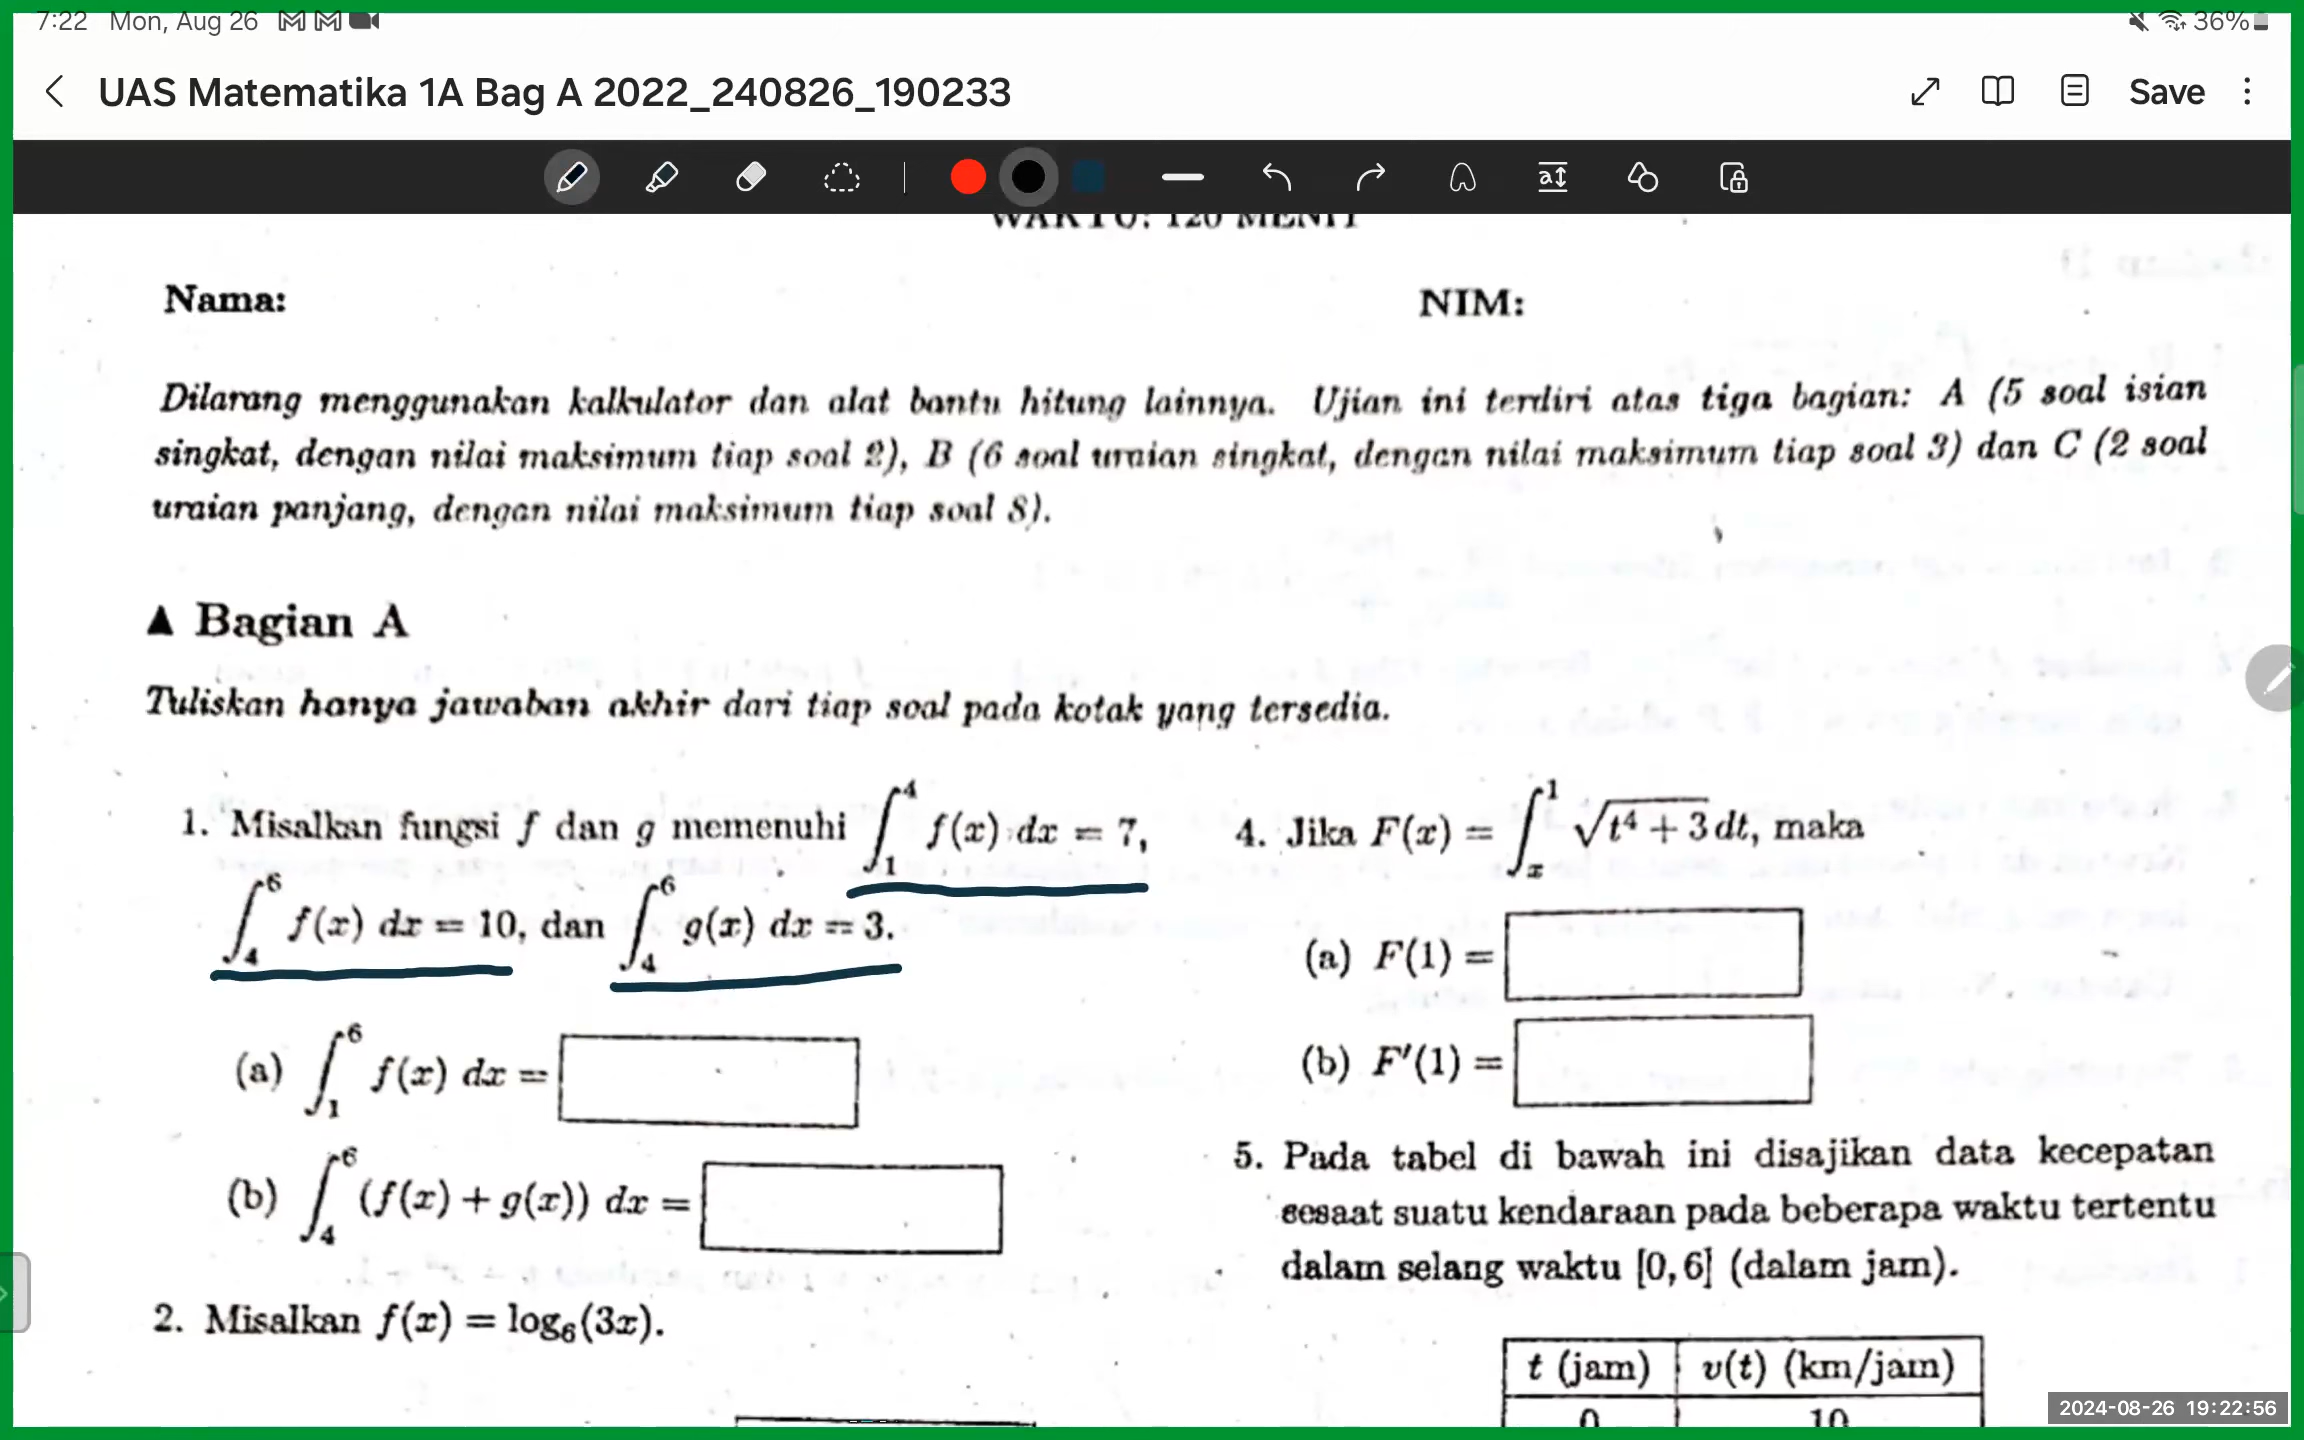 7:22 Mon, Aug 26
36%
UAS Matematika 1A Bag A 2022_240826_190233
Save
WAKTU: 120 MENIT
Nama:
NIM:
Dilarang menggunakan kalkulator dan alat bantu hitung lainnya. Ujian ini terdiri atas tiga bagian: A (5 soal isian
singkat, dengan nilai maksimum tiap soal 2), B (6 soal uraian singkat, dengan nilai maksimum tiap soal 3) dan C (2 soal
uraian panjang, dengan nilai maksimum tiap soal 8).
▲ Bagian A
Tuliskan hanya jawaban akhir dari tiap soal pada kotak yang tersedia.
1. Misalkan fungsi f dan g memenuhi ∫₁⁴ f(x) dx = 7,
∫₄⁶ f(x) dx = 10, dan ∫₄⁶ g(x) dx = 3.
(a) ∫₁⁶ f(x) dx =
(b) ∫₄⁶ (f(x) + g(x)) dx =
2. Misalkan f(x) = log₆(3x).
4. Jika F(x) = ∫ₓ¹ √(t⁴ + 3) dt, maka
(a) F(1) =
(b) F′(1) =
5. Pada tabel di bawah ini disajikan data kecepatan
sesaat suatu kendaraan pada beberapa waktu tertentu
dalam selang waktu [0, 6] (dalam jam).
t (jam) v(t) (km/jam)
0 10
2024-08-26 19:22:56